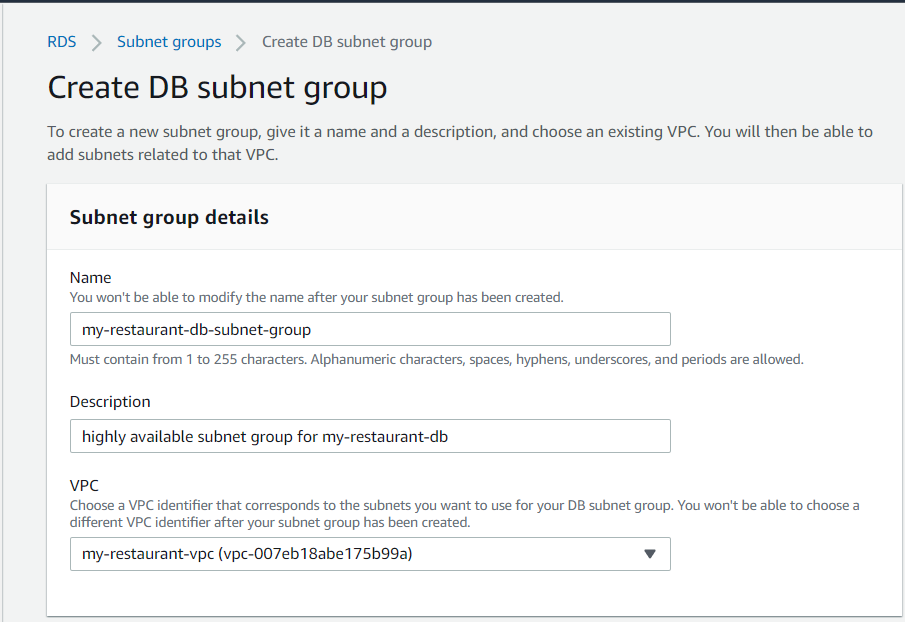 RDS > Subnet groups > Create DB subnet group
Create DB subnet group
To create a new subnet group, give it a name and a description, and choose an existing VPC. You will then be able to
add subnets related to that VPC.
Subnet group details
Name
You won't be able to modify the name after your subnet group has been created.
my-restaurant-db-subnet-group
Must contain from 1 to 255 characters. Alphanumeric characters, spaces, hyphens, underscores, and periods are allowed.
Description
highly available subnet group for my-restaurant-db
VPC
Choose a VPC identifier that corresponds to the subnets you want to use for your DB subnet group. You won't be able to choose a
different VPC identifier after your subnet group has been created.
my-restaurant-vpc (vpc-007eb18abe175b99a)